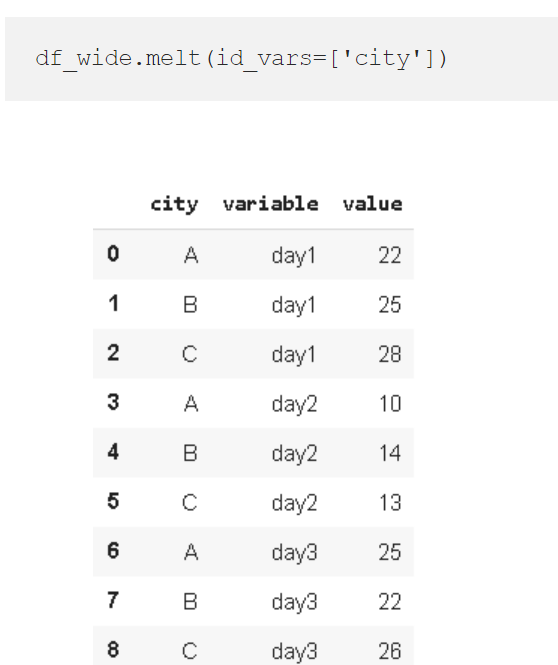 df_wide.melt(id_vars=['city'])
city variable value
0 A day1 22
1 B day1 25
2 C day1 28
3 A day2 10
4 B day2 14
5 C day2 13
6 A day3 25
7 B day3 22
8 C day3 26